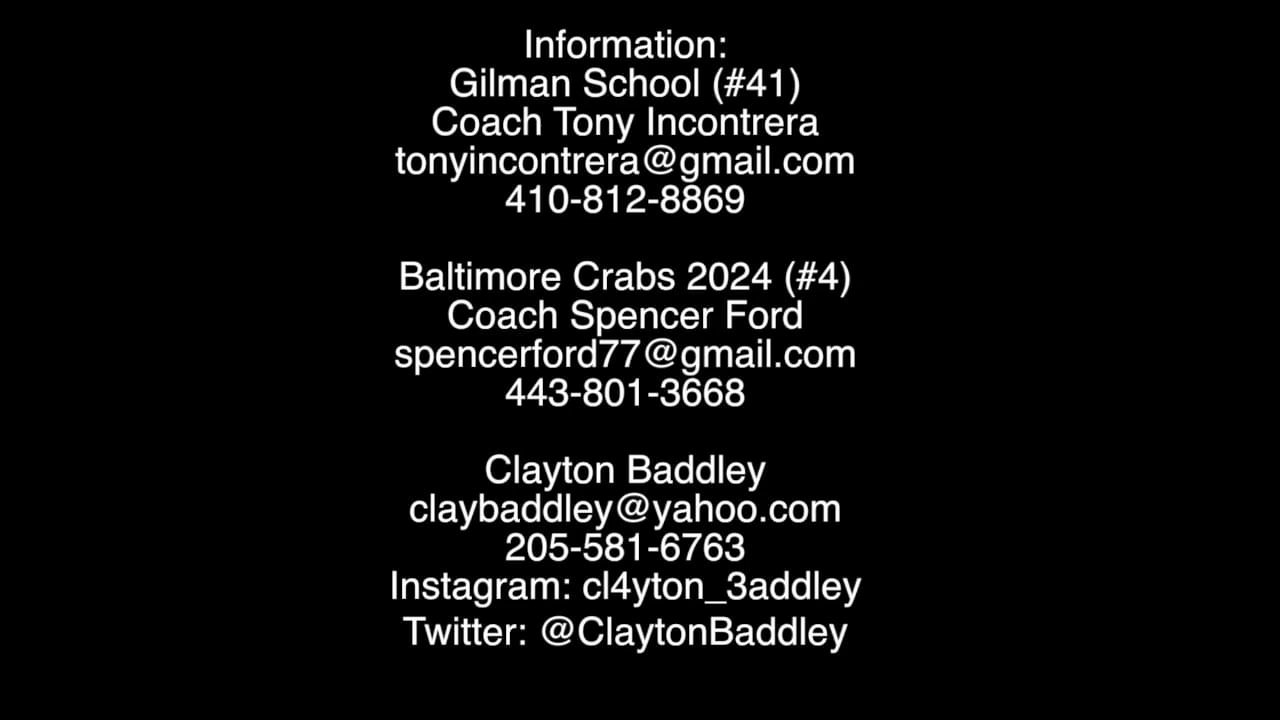 Information:
Gilman School (#41)
Coach Tony Incontrera
tonyincontrera@gmail.com
410-812-8869
Baltimore Crabs 2024 (#4)
Coach Spencer Ford
spencerford77@gmail.com
443-801-3668
Clayton Baddley
claybaddley@yahoo.com
205-581-6763
Instagram: cl4yton_3addley
Twitter: @ClaytonBaddley